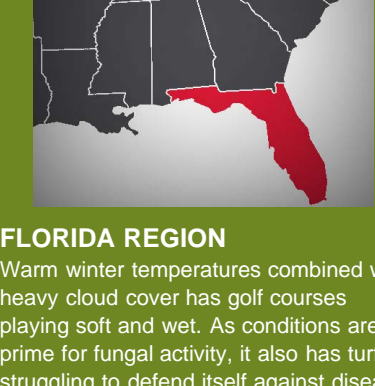 FLORIDA REGION
Warm winter temperatures combined
heavy cloud cover has golf courses
playing soft and wet. As conditions are
prime for fungal activity, it also has
struggling to defend itself against